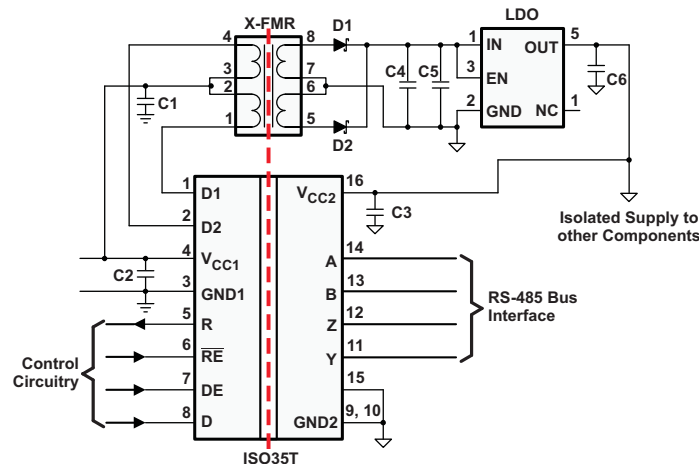 X-FMR
D1
LDO
4
8
3
7
2
6
1
5
D2
C1
C4
C5
1
IN
OUT
5
3
EN
2
GND
NC
1
C6
1
D1
2
D2
4
VCC1
3
GND1
5
R
6
RE
7
DE
8
D
C2
16
VCC2
C3
14
A
13
B
12
Z
11
Y
15
9, 10
GND2
Isolated Supply to
other Components
RS-485 Bus
Interface
Control
Circuitry
ISO35T